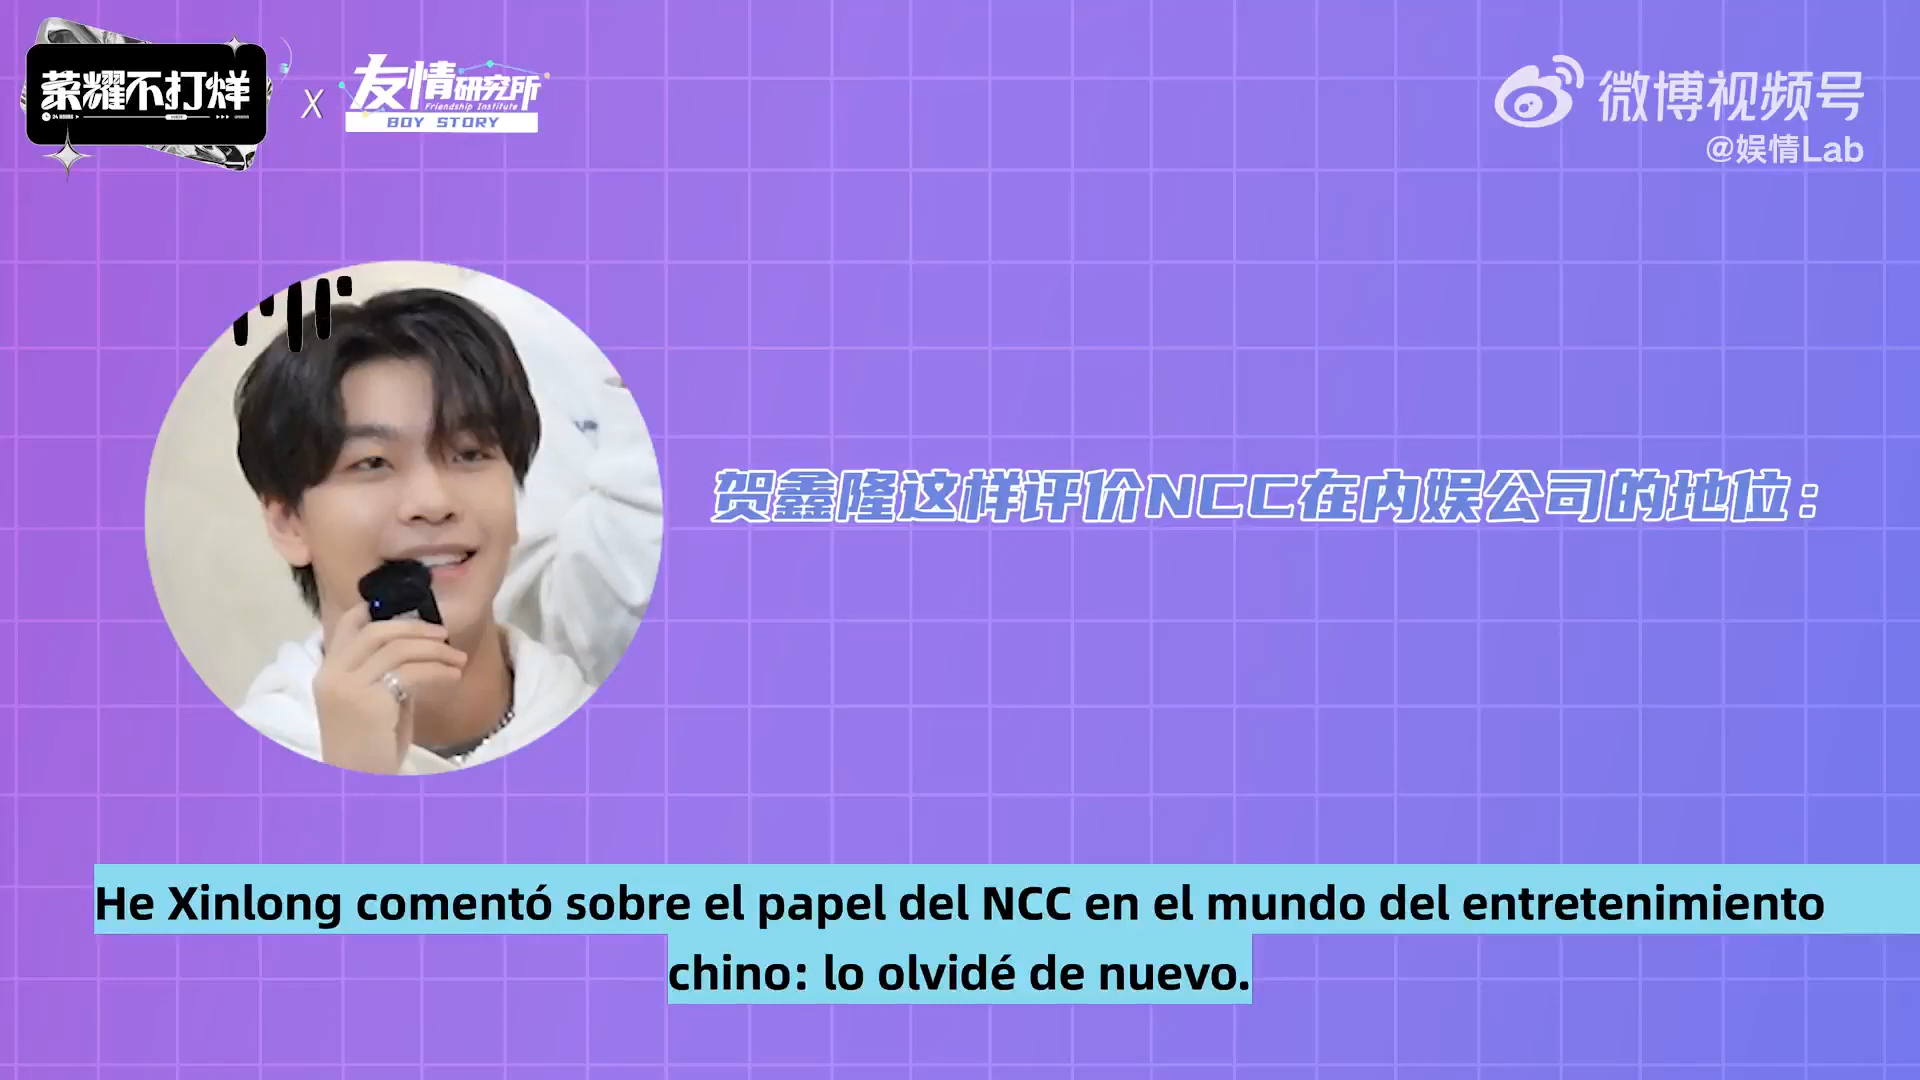 荣耀不打烊
24 HOURS
X
友情研究所
Friendship Institute
BOY STORY
微博视频号
@娱情Lab
贺鑫隆这样评价NCC在内娱公司的地位：
He Xinlong comentó sobre el papel del NCC en el mundo del entretenimiento
chino: lo olvidé de nuevo.